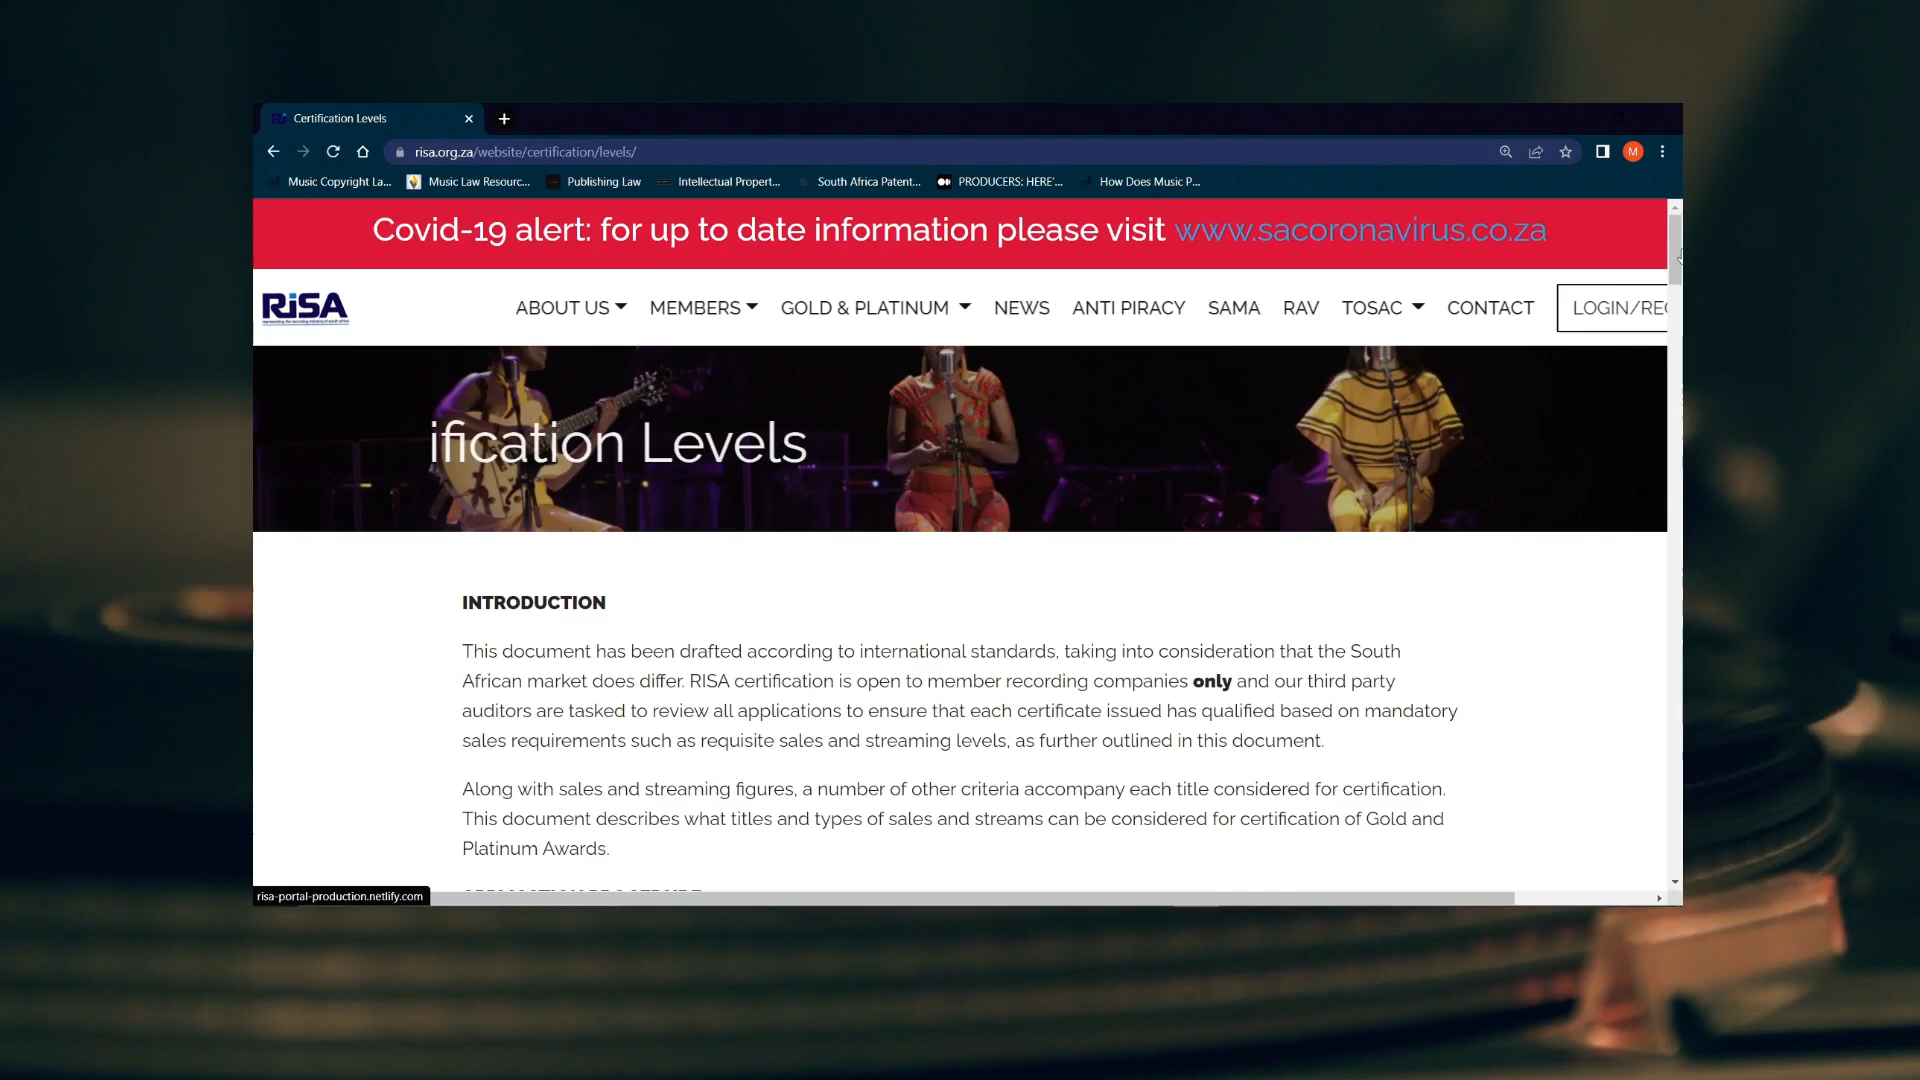 Certification Levels
risa.org.za/website/certification/levels/
M
Music Copyright La...
Music Law Resourc...
Publishing Law
Intellectual Propert...
South Africa Patent...
PRODUCERS: HERE'...
How Does Music P...
Covid-19 alert: for up to date information please visit www.sacoronavirus.co.za
RiSA
ABOUT US
MEMBERS
GOLD & PLATINUM
NEWS
ANTI PIRACY
SAMA
RAV
TOSAC
CONTACT
LOGIN/REG
ification Levels
INTRODUCTION
This document has been drafted according to international standards, taking into consideration that the South
African market does differ. RISA certification is open to member recording companies only and our third party
auditors are tasked to review all applications to ensure that each certificate issued has qualified based on mandatory
sales requirements such as requisite sales and streaming levels, as further outlined in this document.
Along with sales and streaming figures, a number of other criteria accompany each title considered for certification.
This document describes what titles and types of sales and streams can be considered for certification of Gold and
Platinum Awards.
risa-portal-production.netlify.com